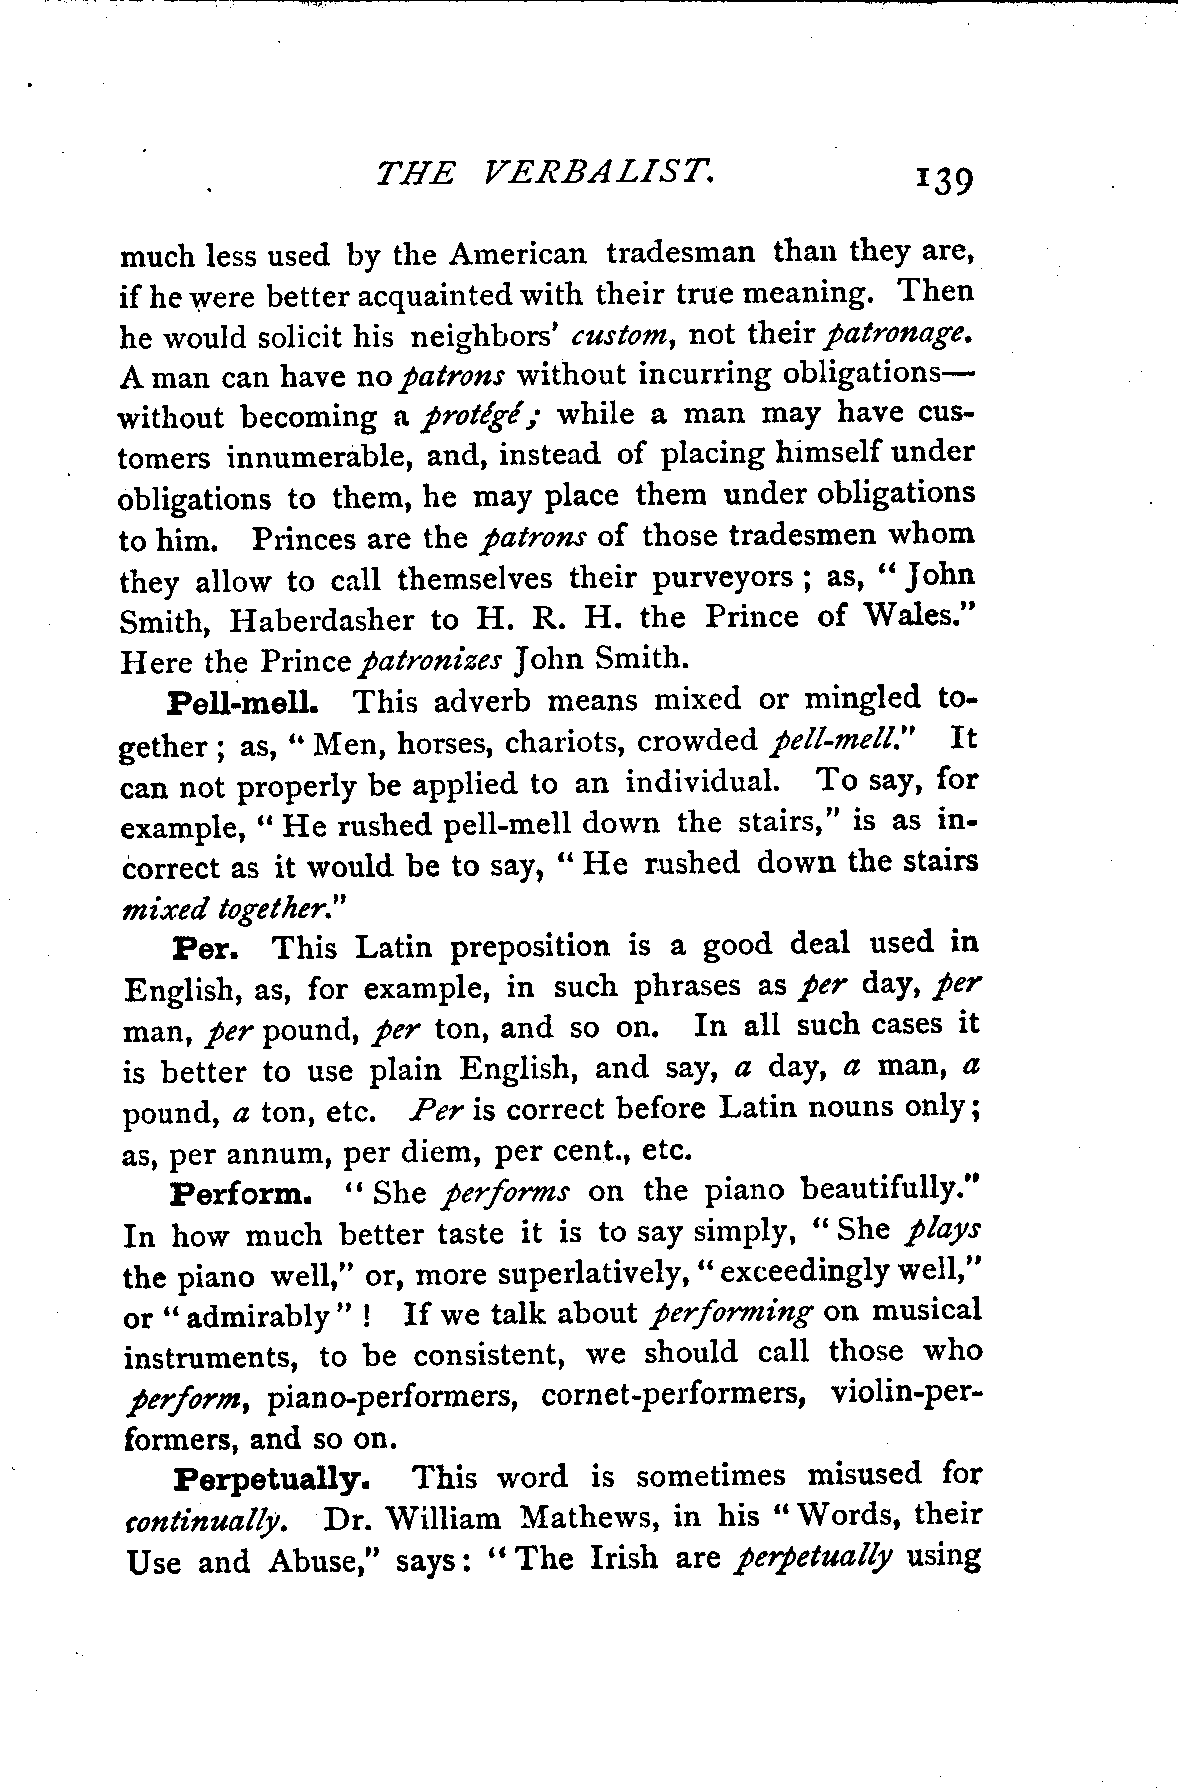 THE VERBALIST. 139
much less used by the American tradesman than they are,
if he were better acquainted with their true meaning. Then
he would solicit his neighbors' custom, not their patronage.
A man can have no patrons without incurring obligations—
without becoming a protégé; while a man may have cus-
tomers innumerable, and, instead of placing himself under
obligations to them, he may place them under obligations
to him. Princes are the patrons of those tradesmen whom
they allow to call themselves their purveyors; as, "John
Smith, Haberdasher to H. R. H. the Prince of Wales."
Here the Prince patronizes John Smith.
Pell-mell. This adverb means mixed or mingled to-
gether; as, "Men, horses, chariots, crowded pell-mell." It
can not properly be applied to an individual. To say, for
example, "He rushed pell-mell down the stairs," is as in-
correct as it would be to say, "He rushed down the stairs
mixed together."
Per. This Latin preposition is a good deal used in
English, as, for example, in such phrases as per day, per
man, per pound, per ton, and so on. In all such cases it
is better to use plain English, and say, a day, a man, a
pound, a ton, etc. Per is correct before Latin nouns only;
as, per annum, per diem, per cent., etc.
Perform. "She performs on the piano beautifully."
In how much better taste it is to say simply, "She plays
the piano well," or, more superlatively, "exceedingly well,"
or "admirably"! If we talk about performing on musical
instruments, to be consistent, we should call those who
perform, piano-performers, cornet-performers, violin-per-
formers, and so on.
Perpetually. This word is sometimes misused for
continually. Dr. William Mathews, in his "Words, their
Use and Abuse," says: "The Irish are perpetually using